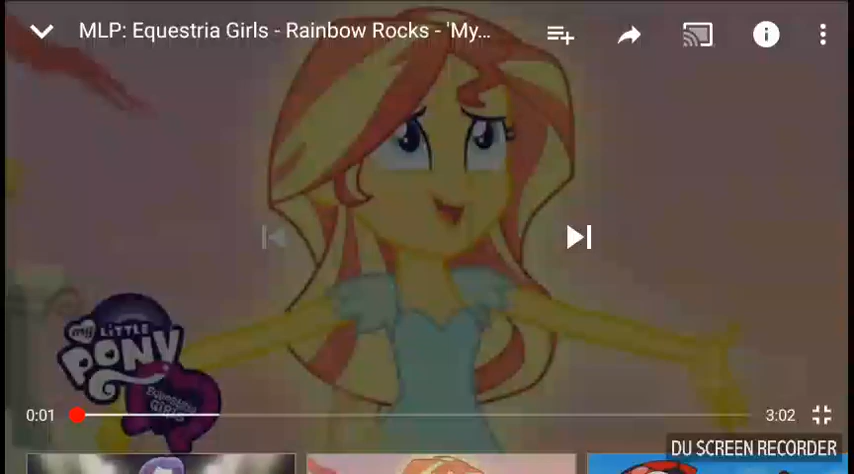 MLP: Equestria Girls - Rainbow Rocks - 'My...
my LITTLE
PONY
EQUESTRIA
GIRLS
0:01
3:02
DU SCREEN RECORDER